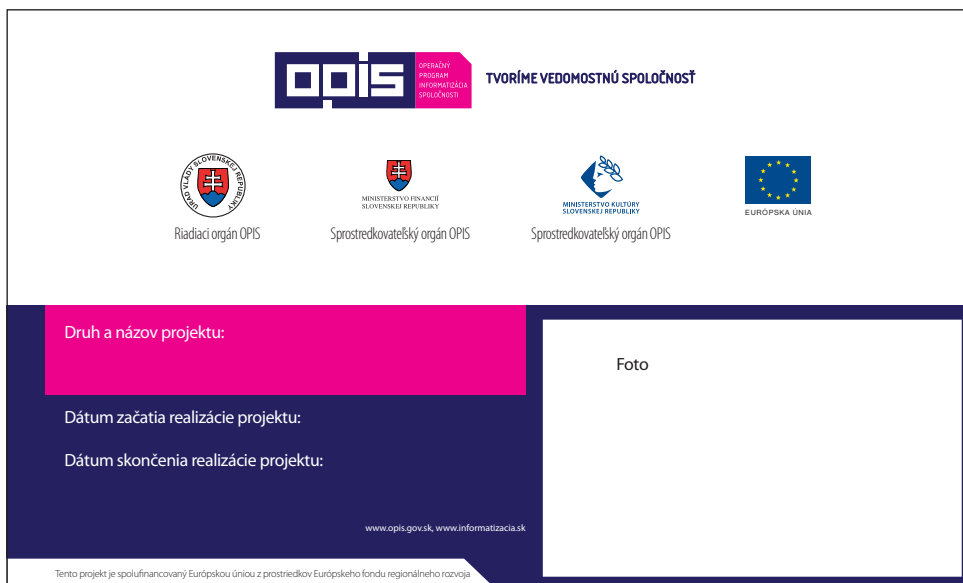 opis
OPERAČNÝ
PROGRAM
INFORMATIZÁCIA
SPOLOČNOSTI
TVORÍME VEDOMOSTNÚ SPOLOČNOSŤ
ÚRAD VLÁDY SLOVENSKEJ REPUBLIKY
Riadiaci orgán OPIS
MINISTERSTVO FINANCIÍ
SLOVENSKEJ REPUBLIKY
Sprostredkovateľský orgán OPIS
MINISTERSTVO KULTÚRY
SLOVENSKEJ REPUBLIKY
Sprostredkovateľský orgán OPIS
EURÓPSKA ÚNIA
Druh a názov projektu:
Dátum začatia realizácie projektu:
Dátum skončenia realizácie projektu:
www.opis.gov.sk, www.informatizacia.sk
Tento projekt je spolufinancovaný Európskou úniou z prostriedkov Európskeho fondu regionálneho rozvoja
Foto